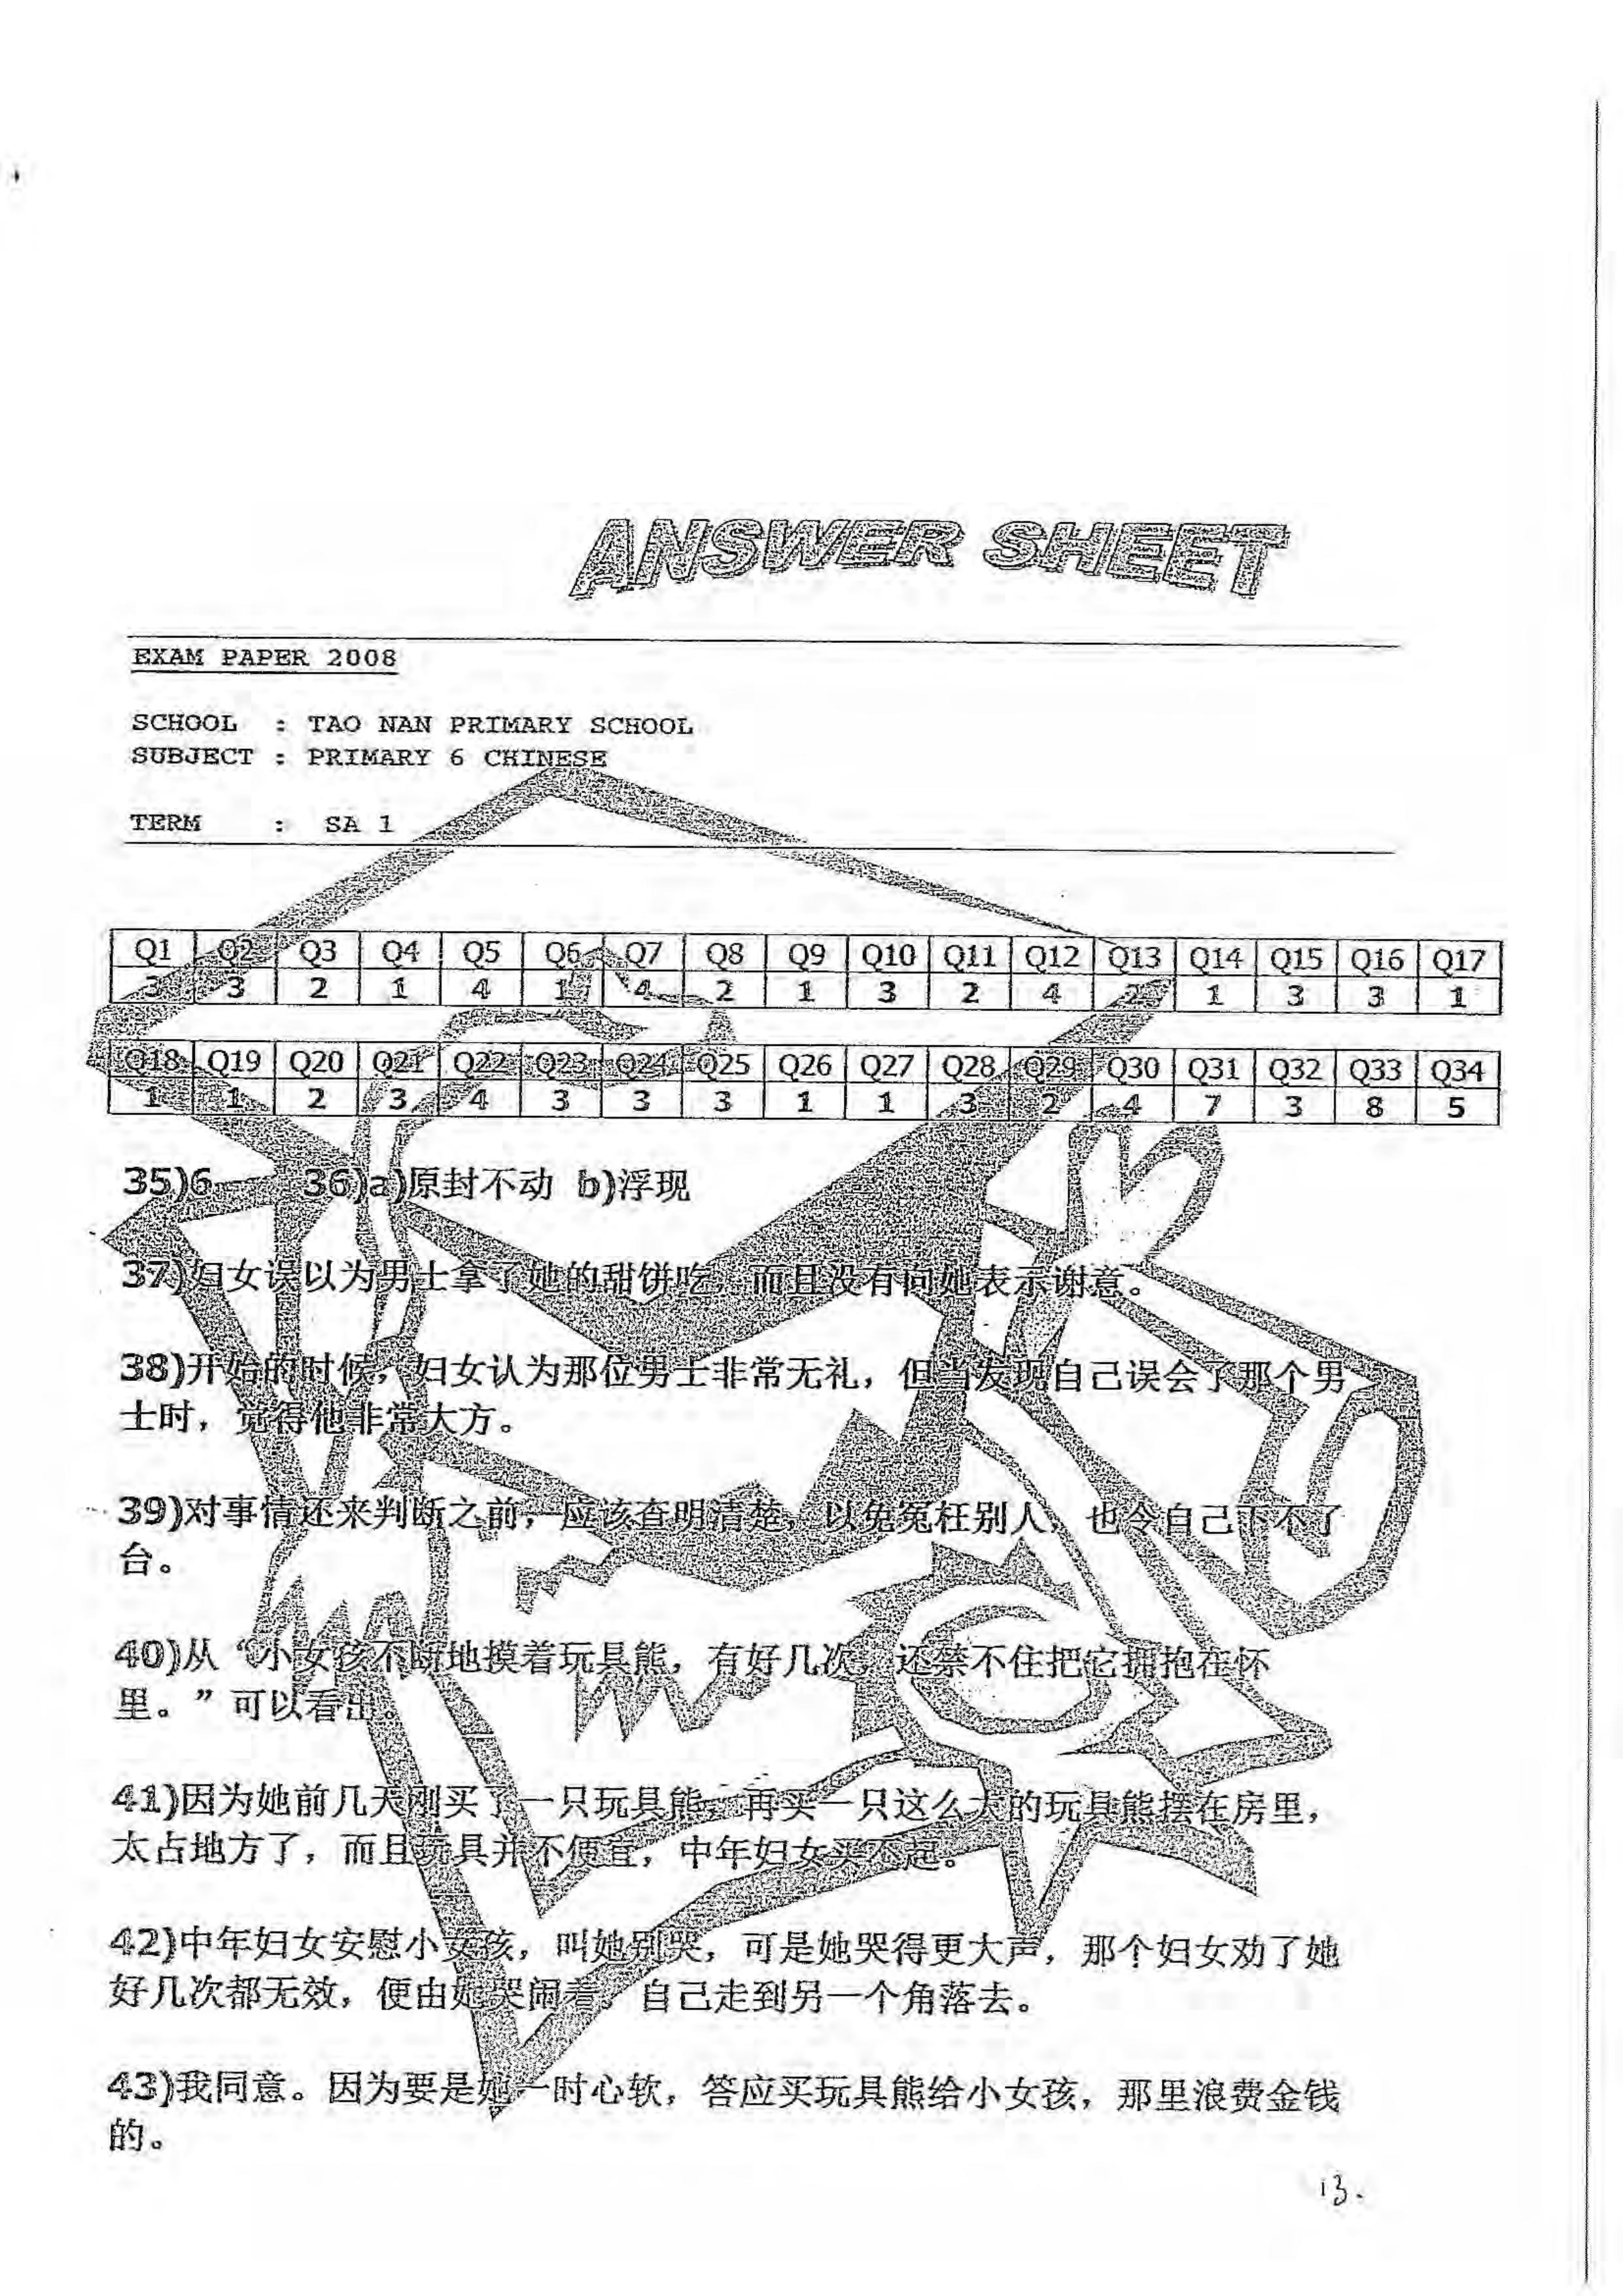 ANSWER SHEET
EXAM PAPER 2008
SCHOOL : TAO NAN PRIMARY SCHOOL
SUBJECT : PRIMARY 6 CHINESE
TERM : SA 1
Q1 Q2 Q3 Q4 Q5 Q6 Q7 Q8 Q9 Q10 Q11 Q12 Q13 Q14 Q15 Q16 Q17
3 3 2 1 4 1 4 2 1 3 2 4 2 1 3 3 1
Q18 Q19 Q20 Q21 Q22 Q23 Q24 Q25 Q26 Q27 Q28 Q29 Q30 Q31 Q32 Q33 Q34
1 1 2 3 4 3 3 3 1 1 3 2 4 7 3 8 5
35)6 36)a)原封不动 b)浮现
37)妇女误以为男士拿了她的甜饼吃，而且没有向她表示谢意。
38)开始的时候，妇女认为那位男士非常无礼，但当发现自己误会了那个男
士时，觉得他非常大方。
39)对事情还来判断之前，应该查明清楚，以免冤枉别人，也令自己下不了
台。
40)从“小女孩不断地摸着玩具熊，有好几次，还禁不住把它拥抱在怀
里。”可以看出。
41)因为她前几天刚买了一只玩具熊，再买一只这么大的玩具熊摆在房里，
太占地方了，而且玩具并不便宜，中年妇女买不起。
42)中年妇女安慰小女孩，叫她别哭，可是她哭得更大声，那个妇女劝了她
好几次都无效，便由她哭闹着，自己走到另一个角落去。
43)我同意。因为要是她一时心软，答应买玩具熊给小女孩，那里浪费金钱
的。
13.